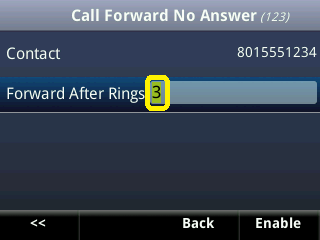 Call Forward No Answer (123)
Contact 8015551234
Forward After Rings 3
<< Back Enable